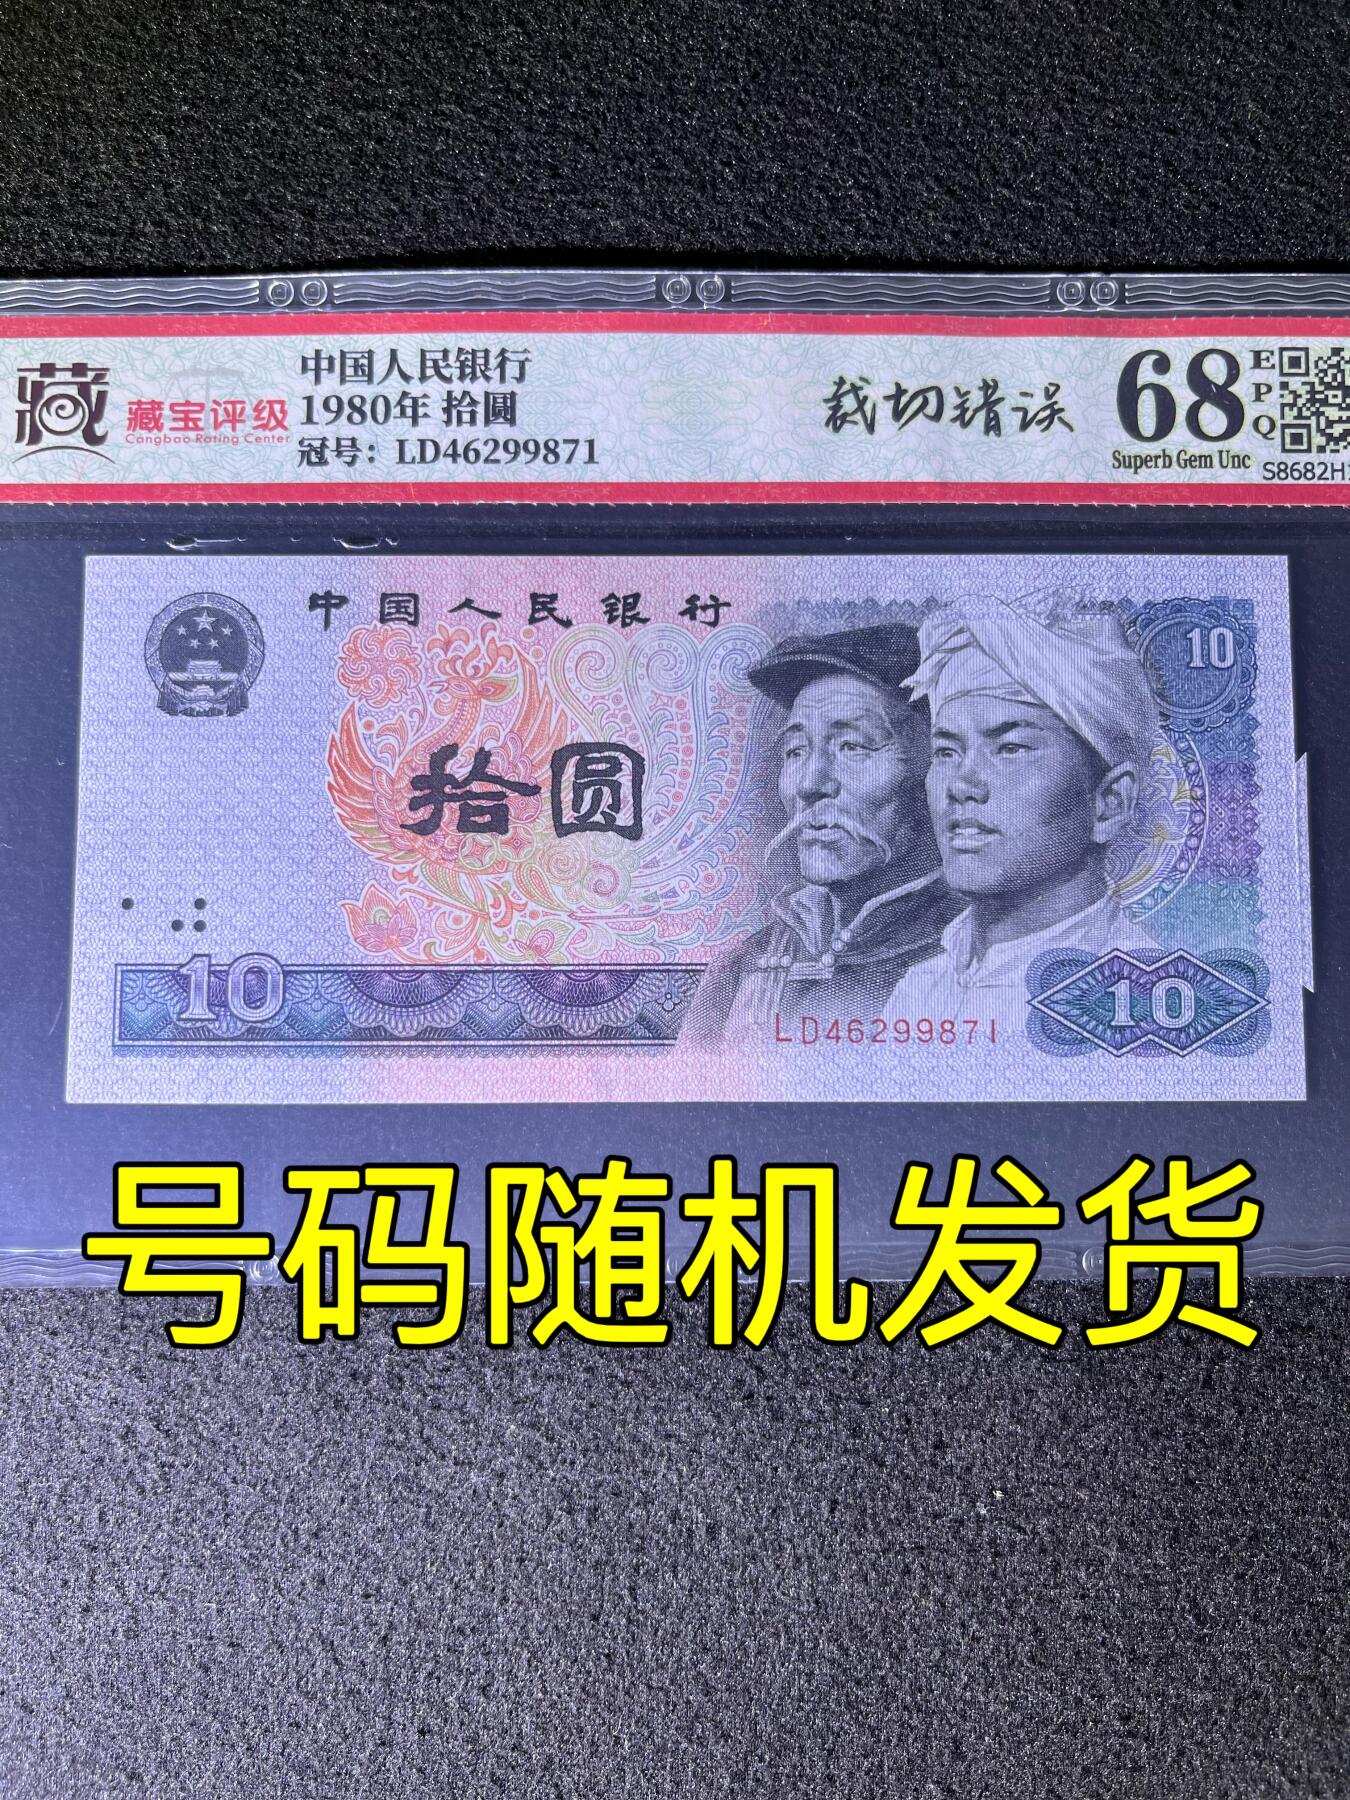 藏
藏宝评级
Cangbao Rating Center
中国人民银行
1980年 拾圆
冠号：LD46299871
裁切错误
68
EPQ
Superb Gem Unc
S8682H
中国人民银行
10
拾圆
10
LD46299871
10
号码随机发货